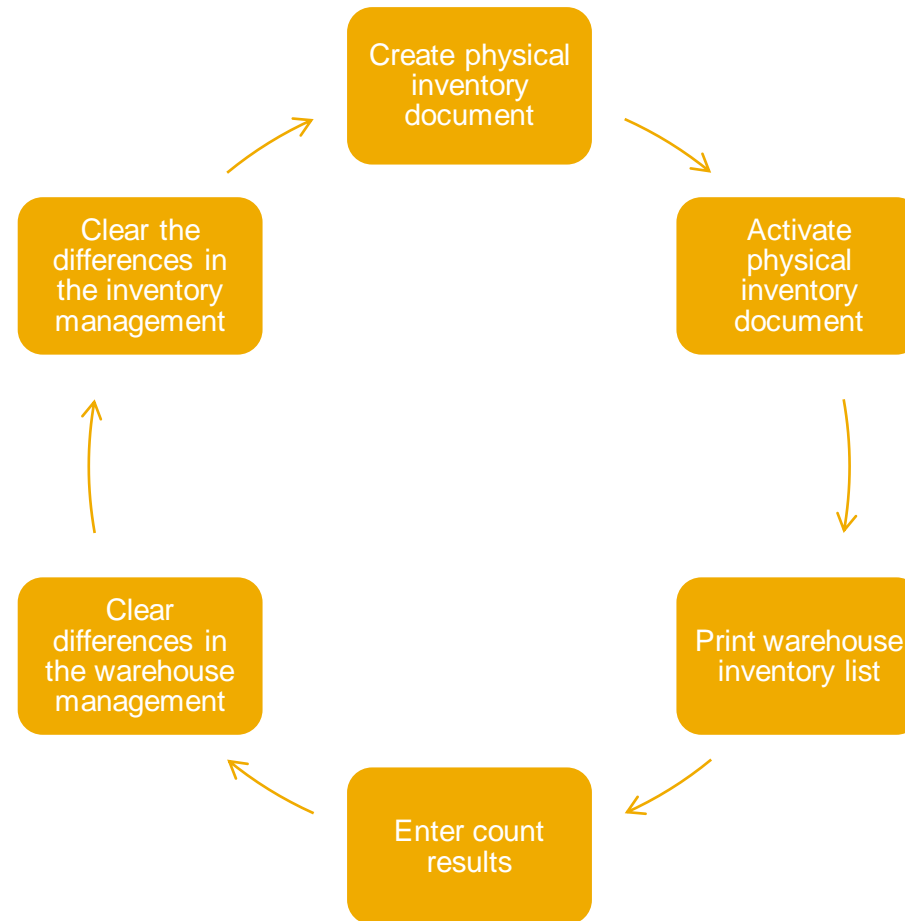 Create physical
inventory
document
Activate
physical
inventory
document
Print warehouse
inventory list
Enter count
results
Clear
differences in
the warehouse
management
Clear the
differences in
the inventory
management